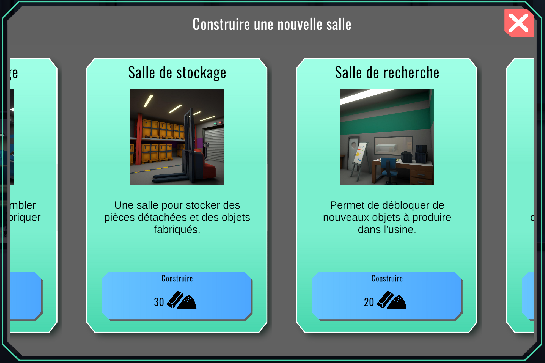 Construire une nouvelle salle
Salle de stockage
Une salle pour stocker des
pièces détachées et des objets
fabriqués.
Construire
30
Salle de recherche
Permet de débloquer de
nouveaux objets à produire
dans l'usine.
Construire
20